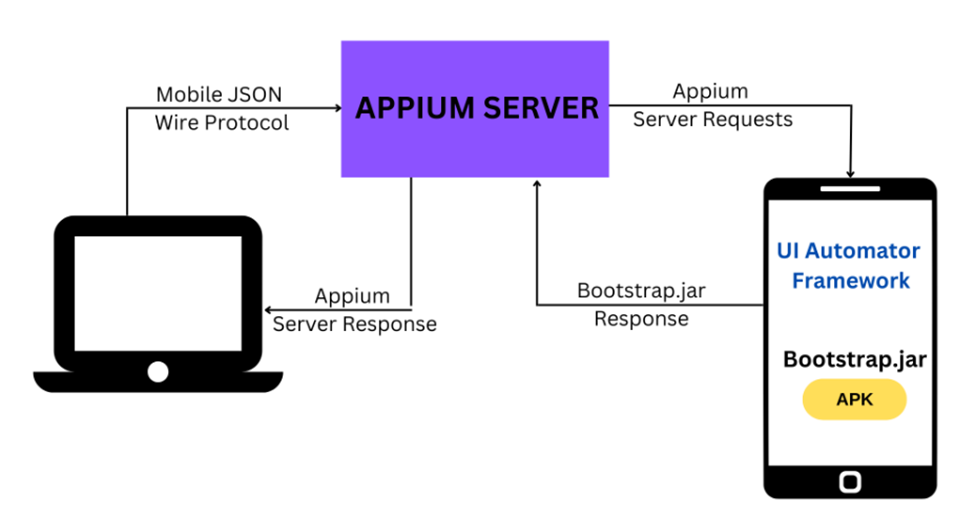 Mobile JSON
Wire Protocol
APPIUM SERVER
Appium
Server Requests
Appium
Server Response
Bootstrap.jar
Response
UI Automator
Framework
Bootstrap.jar
APK